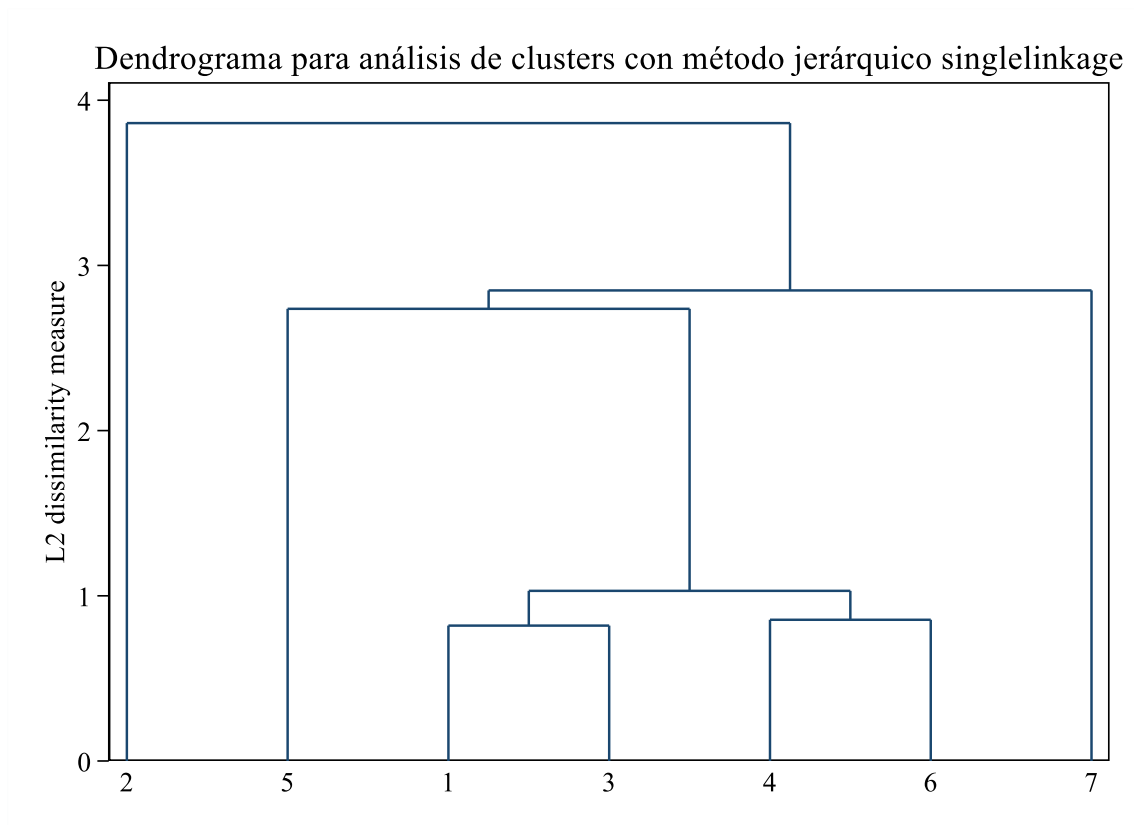 Dendrograma para análisis de clusters con método jerárquico singlelinkage
L2 dissimilarity measure
4
3
2
1
0
2 5 1 3 4 6 7